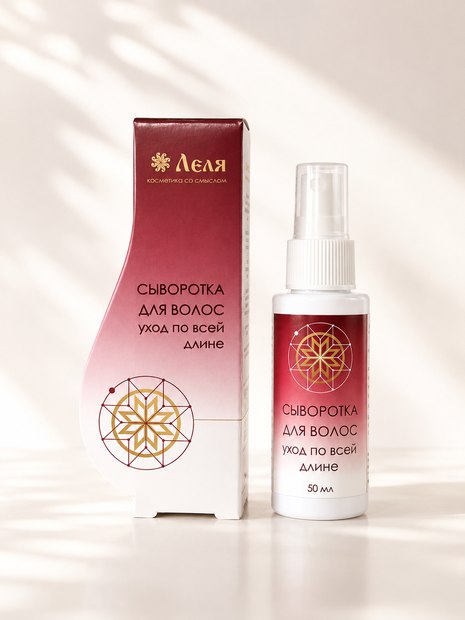 Леля
косметика со смыслом
СЫВОРОТКА
ДЛЯ ВОЛОС
уход по всей
длине
СЫВОРОТКА
ДЛЯ ВОЛОС
уход по всей
длине
50 мл